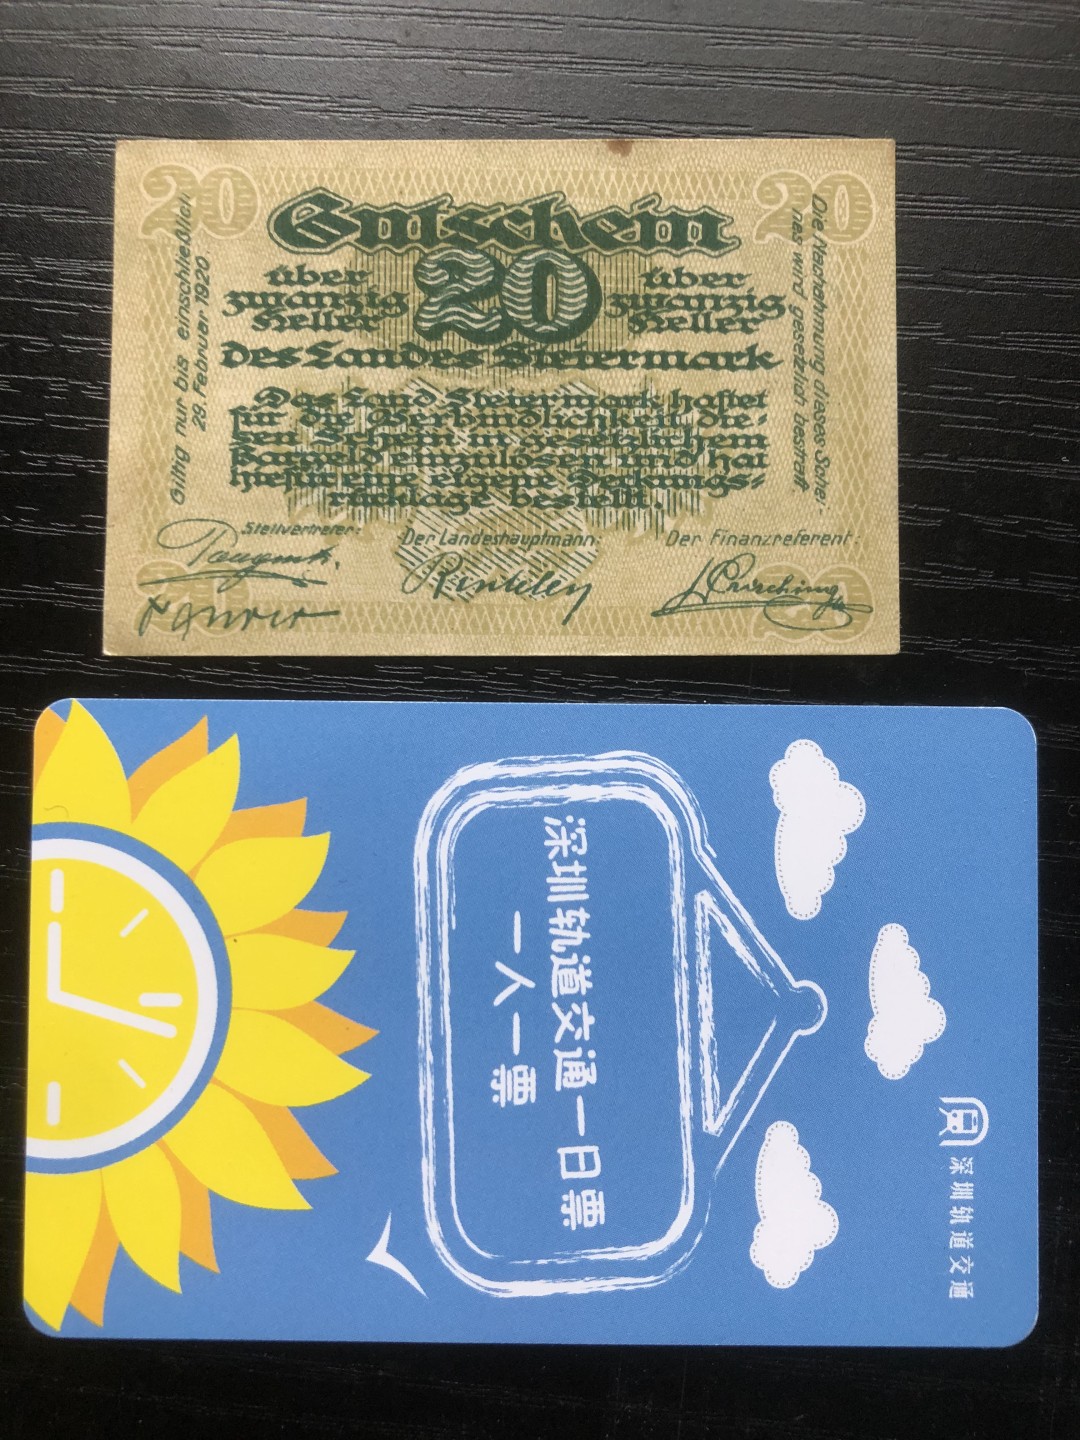 20
20
Gutschein
über
zwanzig
Heller
20
über
zwanzig
Heller
des Landes Steiermark
Das Land Steiermark haftet
für die Verbindlichkeit, die-
sen Schein in gesetzlichem
Bargeld einzulösen und hat
hiefür eine eigene Deckungs-
rücklage bestellt.
Giltig nur bis einschließlich
29. Februar 1920
Die Nachahmung dieses Schei-
nes wird gesetzlich bestraft.
Stellvertreter:
Der Landeshauptmann:
Der Finanzreferent:
Rintelen
20
20
深圳轨道交通
深圳轨道交通一日票
一人一票